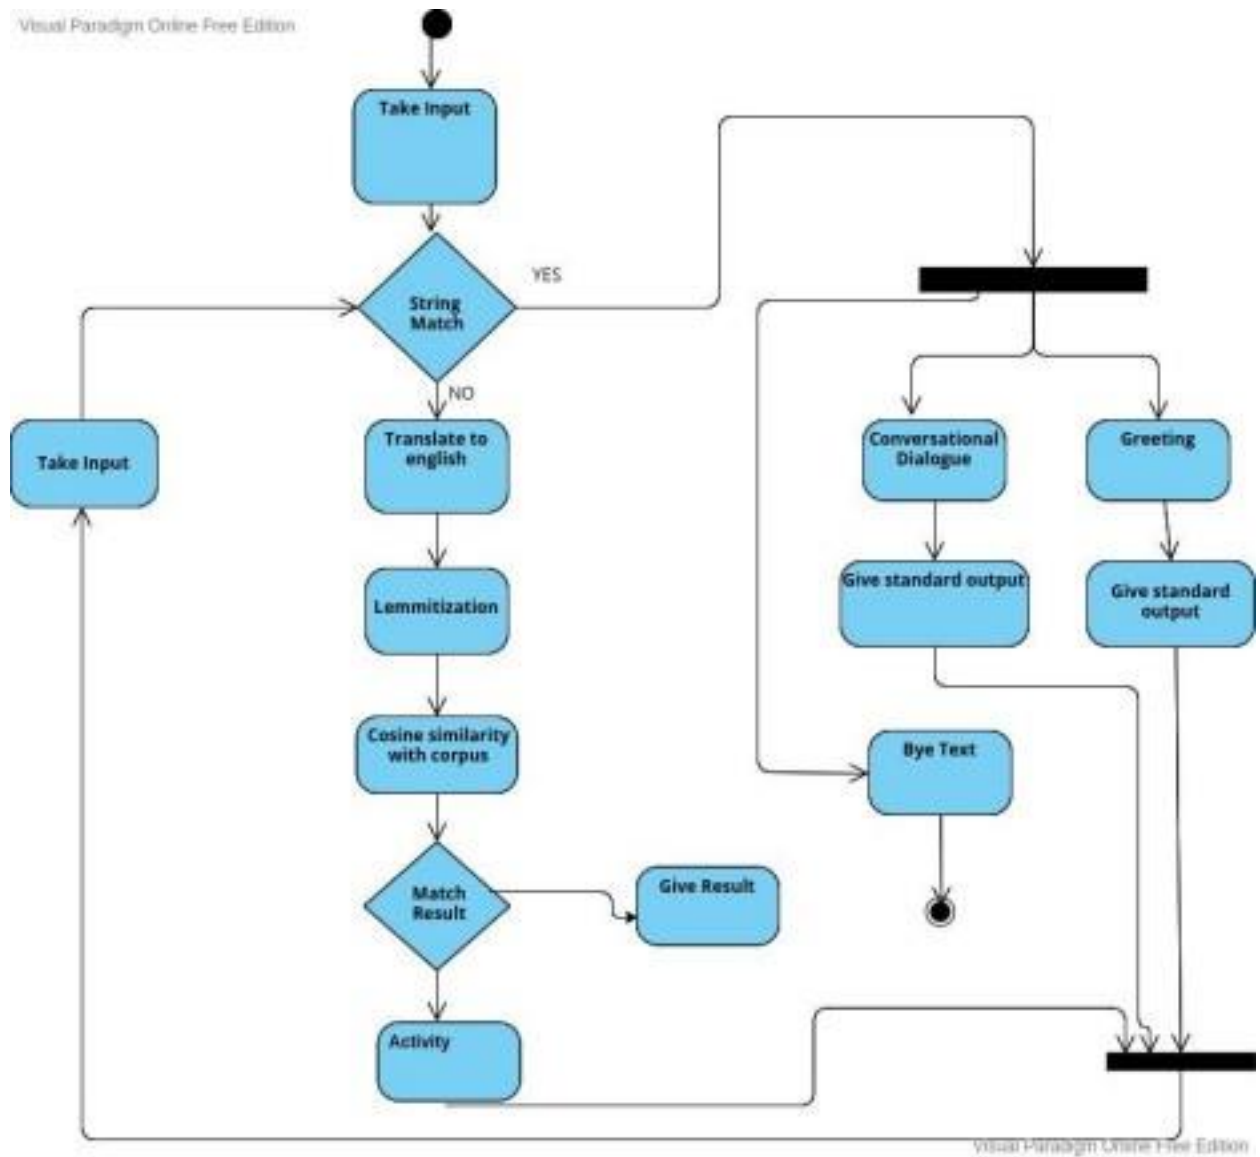 Visual Paradigm Online Free Edition
Take Input
YES
String
Match
NO
Take Input
Translate to
english
Conversational
Dialogue
Greeting
Lemmitization
Give standard output
Give standard
output
Cosine similarity
with corpus
Bye Text
Match
Result
Give Result
Activity
Visual Paradigm Online Free Edition